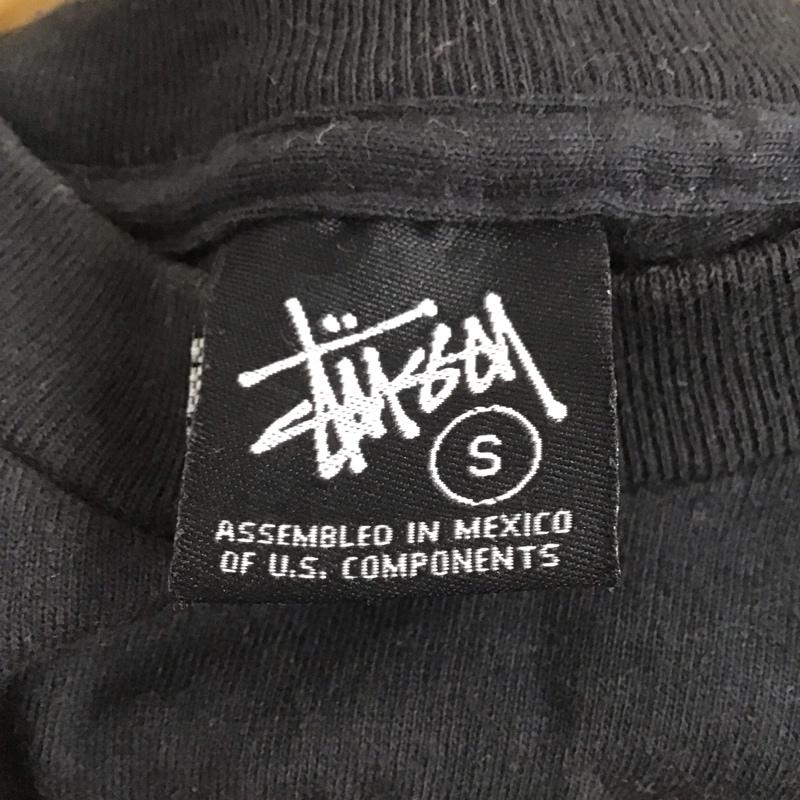 Stüssy
S
ASSEMBLED IN MEXICO
OF U.S. COMPONENTS